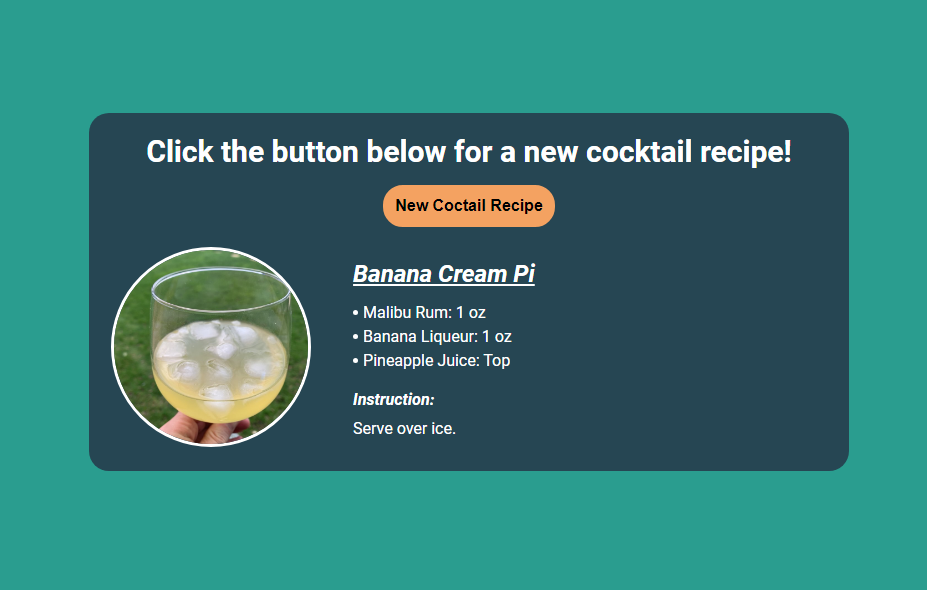 Click the button below for a new cocktail recipe!
New Coctail Recipe
Banana Cream Pi
• Malibu Rum: 1 oz
• Banana Liqueur: 1 oz
• Pineapple Juice: Top
Instruction:
Serve over ice.